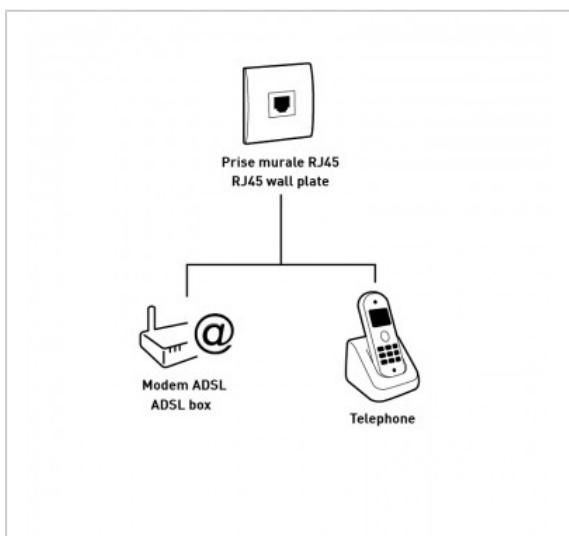 Prise murale RJ45
RJ45 wall plate
@
Modem ADSL
ADSL box
Telephone